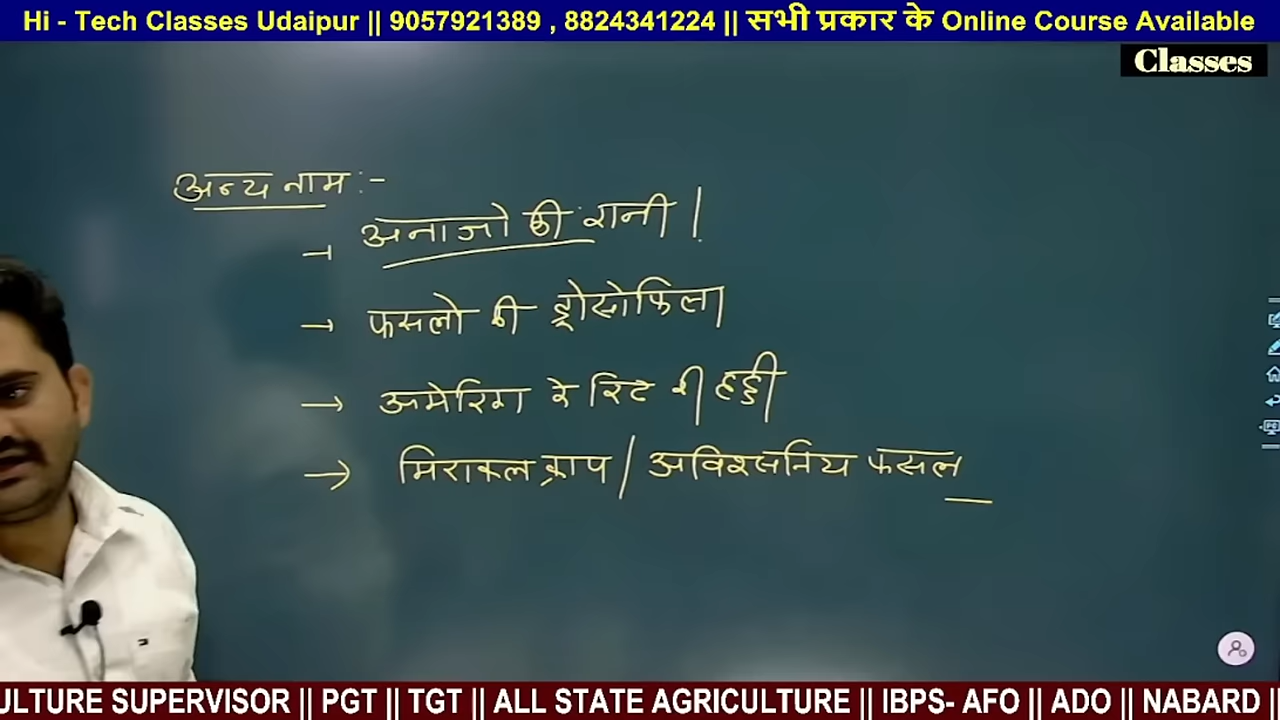 Hi - Tech Classes Udaipur || 9057921389 , 8824341224 || सभी प्रकार के Online Course Available
Classes
अन्य नाम :-
→ अनाजो की रानी |
→ फसलो की ड्रोसोफिला
→ अमेरिका के रिट की हड्डी
→ मिराकल क्राप / अविश्सनिय फसल
ULTURE SUPERVISOR || PGT || TGT || ALL STATE AGRICULTURE || IBPS- AFO || ADO || NABARD ||